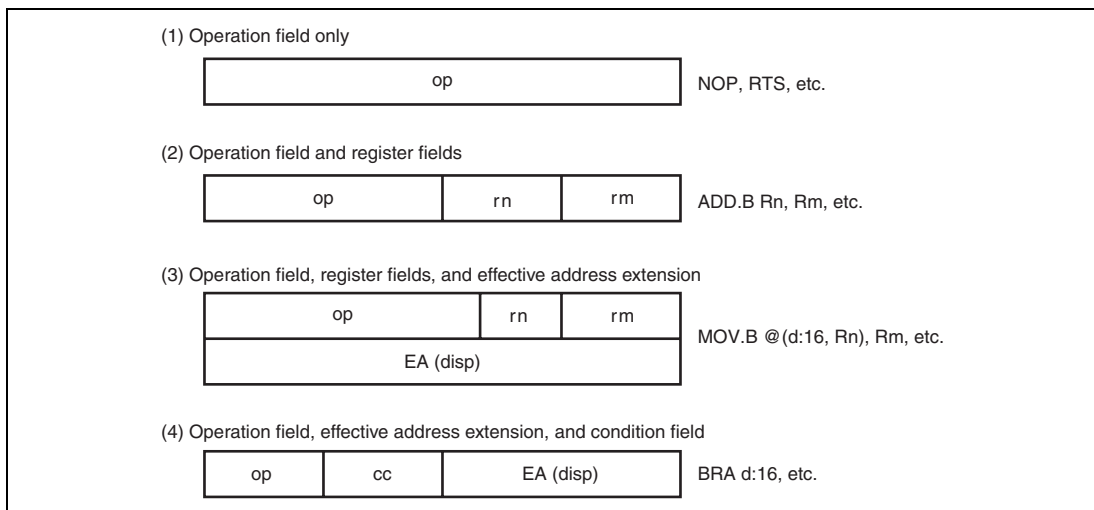 (1) Operation field only
op
NOP, RTS, etc.
(2) Operation field and register fields
op rn rm
ADD.B Rn, Rm, etc.
(3) Operation field, register fields, and effective address extension
op rn rm
EA (disp)
MOV.B @(d:16, Rn), Rm, etc.
(4) Operation field, effective address extension, and condition field
op cc EA (disp)
BRA d:16, etc.